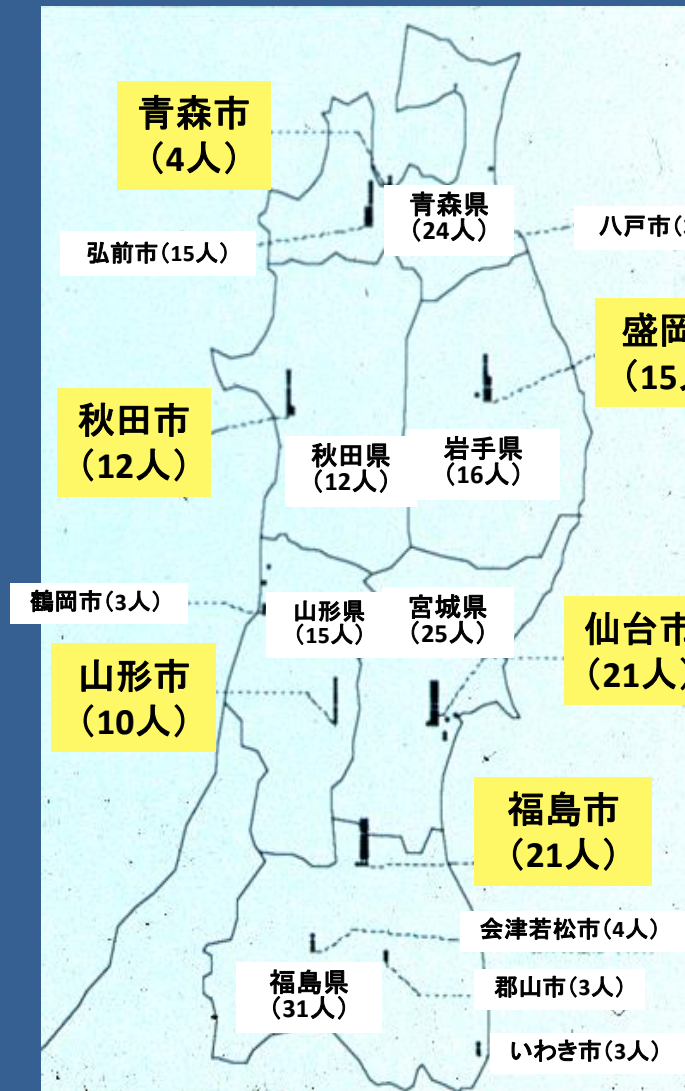 青森市
（4人）
青森県
（24人）
弘前市（15人）
八戸市（
盛岡
（15人
秋田市
（12人）
秋田県
（12人）
岩手県
（16人）
鶴岡市（3人）
山形県
（15人）
宮城県
（25人）
仙台市
（21人）
山形市
（10人）
福島市
（21人）
会津若松市（4人）
福島県
（31人）
郡山市（3人）
いわき市（3人）